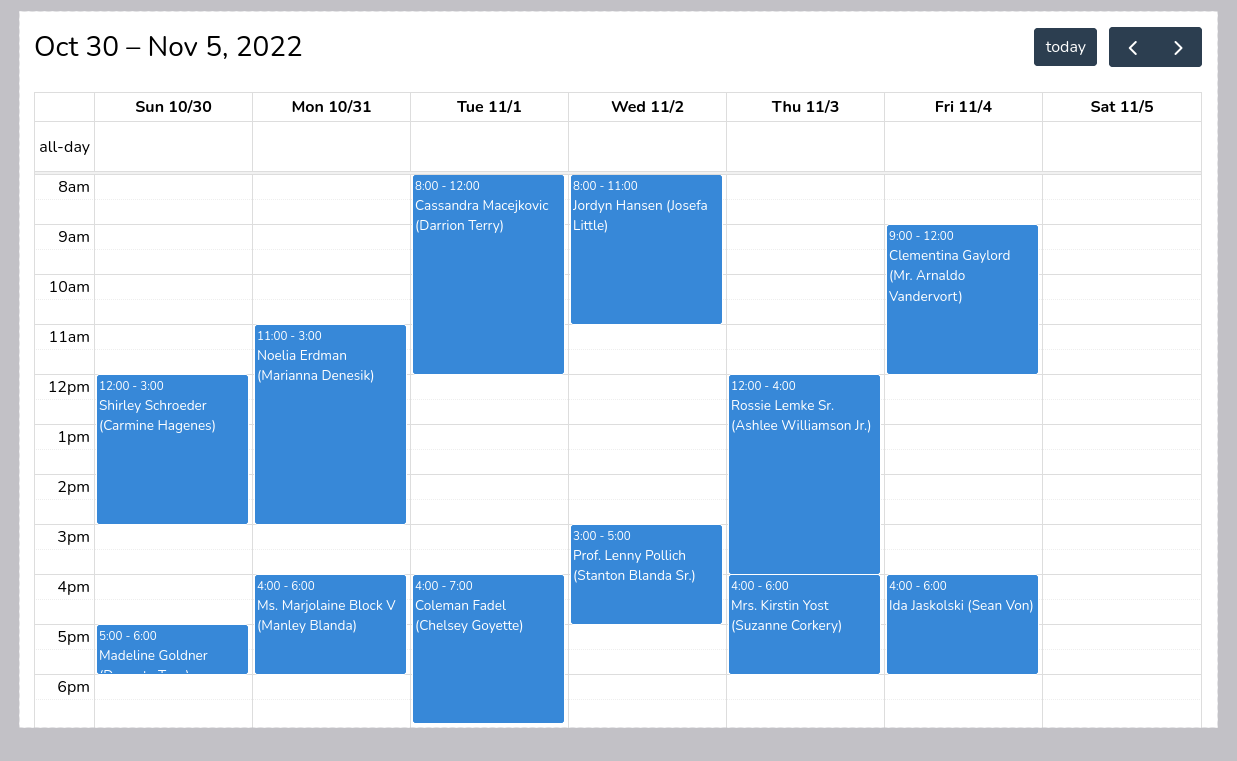 Oct 30 – Nov 5, 2022
today
Sun 10/30
Mon 10/31
Tue 11/1
Wed 11/2
Thu 11/3
Fri 11/4
Sat 11/5
all-day
8am
9am
10am
11am
12pm
1pm
2pm
3pm
4pm
5pm
6pm
12:00 - 3:00
Shirley Schroeder
(Carmine Hagenes)
5:00 - 6:00
Madeline Goldner
11:00 - 3:00
Noelia Erdman
(Marianna Denesik)
4:00 - 6:00
Ms. Marjolaine Block V
(Manley Blanda)
8:00 - 12:00
Cassandra Macejkovic
(Darrion Terry)
4:00 - 7:00
Coleman Fadel
(Chelsey Goyette)
8:00 - 11:00
Jordyn Hansen (Josefa
Little)
3:00 - 5:00
Prof. Lenny Pollich
(Stanton Blanda Sr.)
12:00 - 4:00
Rossie Lemke Sr.
(Ashlee Williamson Jr.)
4:00 - 6:00
Mrs. Kirstin Yost
(Suzanne Corkery)
9:00 - 12:00
Clementina Gaylord
(Mr. Arnaldo
Vandervort)
4:00 - 6:00
Ida Jaskolski (Sean Von)